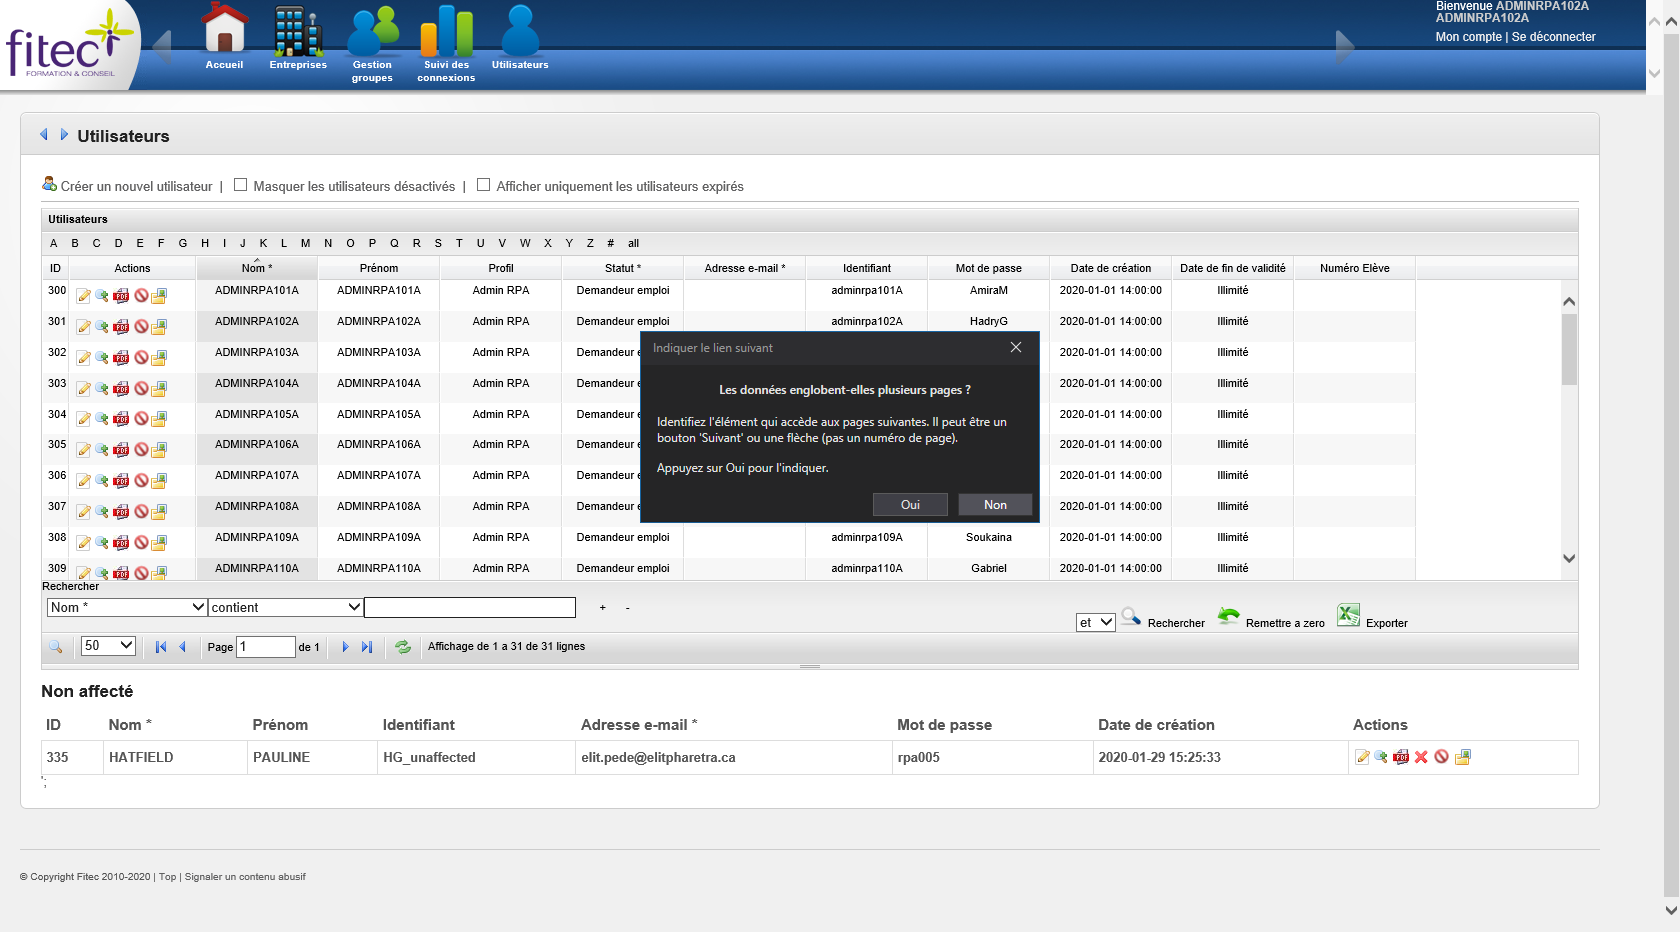 fitec
FORMATION & CONSEIL
Accueil
Entreprises
Gestion groupes
Suivi des connexions
Utilisateurs
Bienvenue ADMINRPA102A
ADMINRPA102A
Mon compte | Se déconnecter
Utilisateurs
Créer un nouvel utilisateur | Masquer les utilisateurs désactivés | Afficher uniquement les utilisateurs expirés
Utilisateurs
A B C D E F G H I J K L M N O P Q R S T U V W X Y Z # all
ID Actions Nom * Prénom Profil Statut * Adresse e-mail * Identifiant Mot de passe Date de création Date de fin de validité Numéro Elève
300 PDF ADMINRPA101A ADMINRPA101A Admin RPA Demandeur emploi adminrpa101A AmiraM 2020-01-01 14:00:00 Illimité
301 PDF ADMINRPA102A ADMINRPA102A Admin RPA Demandeur emploi adminrpa102A HadryG 2020-01-01 14:00:00 Illimité
302 PDF ADMINRPA103A ADMINRPA103A Admin RPA Demandeur 2020-01-01 14:00:00 Illimité
303 PDF ADMINRPA104A ADMINRPA104A Admin RPA Demandeur 2020-01-01 14:00:00 Illimité
304 PDF ADMINRPA105A ADMINRPA105A Admin RPA Demandeur 2020-01-01 14:00:00 Illimité
305 PDF ADMINRPA106A ADMINRPA106A Admin RPA Demandeur 2020-01-01 14:00:00 Illimité
306 PDF ADMINRPA107A ADMINRPA107A Admin RPA Demandeur 2020-01-01 14:00:00 Illimité
307 PDF ADMINRPA108A ADMINRPA108A Admin RPA Demandeur 2020-01-01 14:00:00 Illimité
308 PDF ADMINRPA109A ADMINRPA109A Admin RPA Demandeur emploi adminrpa109A Soukaina 2020-01-01 14:00:00 Illimité
309 PDF ADMINRPA110A ADMINRPA110A Admin RPA Demandeur emploi adminrpa110A Gabriel 2020-01-01 14:00:00 Illimité
Indiquer le lien suivant
Les données englobent-elles plusieurs pages ?
Identifiez l'élément qui accède aux pages suivantes. Il peut être un
bouton 'Suivant' ou une flèche (pas un numéro de page).
Appuyez sur Oui pour l'indiquer.
Oui Non
Rechercher
Nom * contient + -
et Rechercher Remettre a zero Exporter
50 Page 1 de 1 Affichage de 1 a 31 de 31 lignes
Non affecté
ID Nom * Prénom Identifiant Adresse e-mail * Mot de passe Date de création Actions
335 HATFIELD PAULINE HG_unaffected elit.pede@elitpharetra.ca rpa005 2020-01-29 15:25:33 PDF
';
© Copyright Fitec 2010-2020 | Top | Signaler un contenu abusif